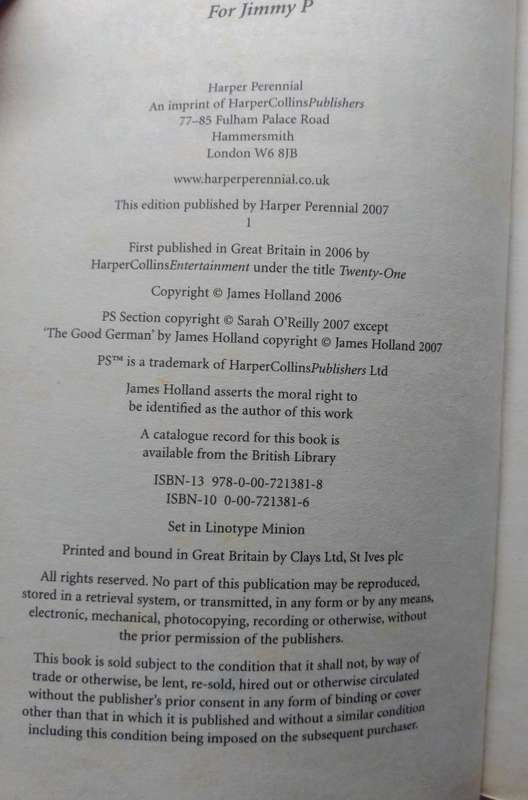 For Jimmy P
Harper Perennial
An imprint of HarperCollinsPublishers
77–85 Fulham Palace Road
Hammersmith
London W6 8JB
www.harperperennial.co.uk
This edition published by Harper Perennial 2007
1
First published in Great Britain in 2006 by
HarperCollinsEntertainment under the title Twenty-One
Copyright © James Holland 2006
PS Section copyright © Sarah O'Reilly 2007 except
'The Good German' by James Holland copyright © James Holland 2007
PS™ is a trademark of HarperCollinsPublishers Ltd
James Holland asserts the moral right to
be identified as the author of this work
A catalogue record for this book is
available from the British Library
ISBN-13 978-0-00-721381-8
ISBN-10 0-00-721381-6
Set in Linotype Minion
Printed and bound in Great Britain by Clays Ltd, St Ives plc
All rights reserved. No part of this publication may be reproduced,
stored in a retrieval system, or transmitted, in any form or by any means,
electronic, mechanical, photocopying, recording or otherwise, without
the prior permission of the publishers.
This book is sold subject to the condition that it shall not, by way of
trade or otherwise, be lent, re-sold, hired out or otherwise circulated
without the publisher's prior consent in any form of binding or cover
other than that in which it is published and without a similar condition
including this condition being imposed on the subsequent purchaser.